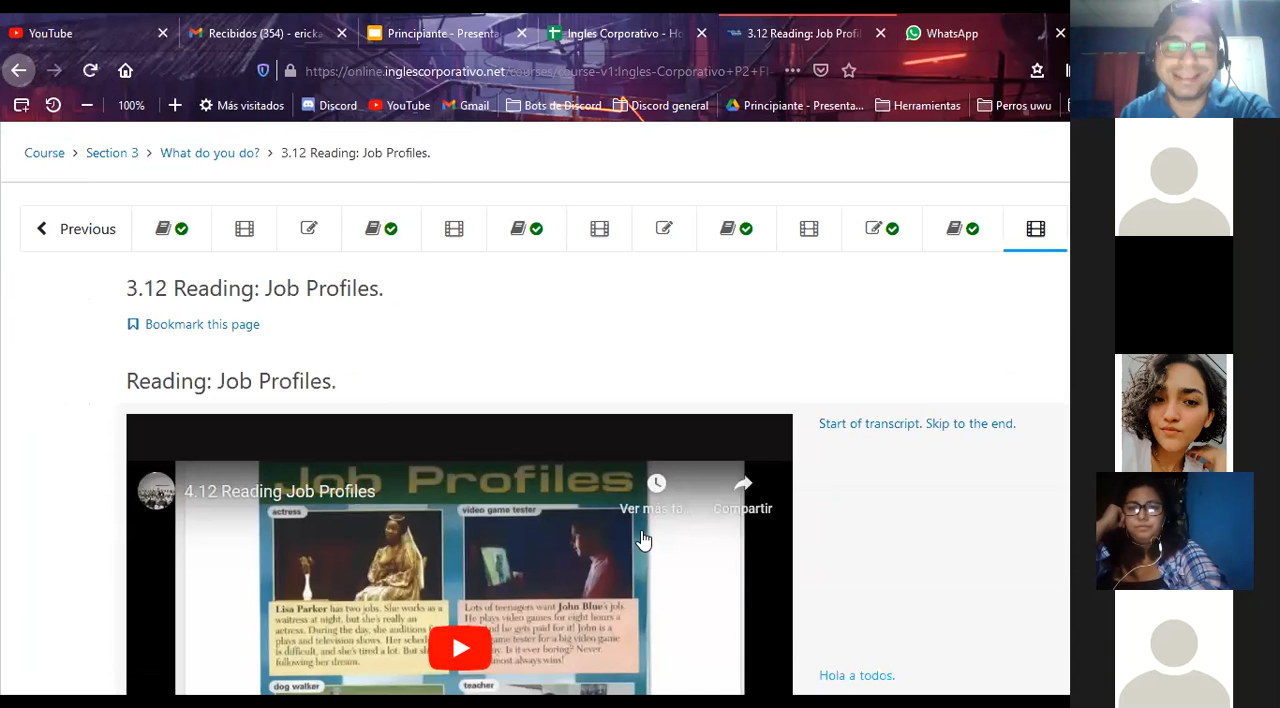 YouTube
Recibidos (354) - ericka
Principiante - Presenta
Ingles Corporativo - Ho
3.12 Reading: Job Profil
WhatsApp
https://online.inglescorporativo.net/courses/course-v1:Ingles-Corporativo+P2+FI-
100%
Más visitados
Discord
YouTube
Gmail
Bots de Discord
Discord general
Principiante - Presenta...
Herramientas
Perros uwu
Course > Section 3 > What do you do? > 3.12 Reading: Job Profiles.
Previous
3.12 Reading: Job Profiles.
Bookmark this page
Reading: Job Profiles.
Start of transcript. Skip to the end.
Job Profiles
4.12 Reading Job Profiles
Ver más ta
Compartir
actress
video game tester
Lisa Parker has two jobs. She works as a
waitress at night, but she's really an
actress. During the day, she auditions
plays and television shows. Her
is difficult, and she's tired a lot. But
following her dream.
Lots of teenagers want John Blue's job.
He plays video games for eight hours a
and he gets paid for it! John is a
game tester for a big video game
Is it ever boring? Never.
most always wins!
dog walker
teacher
Hola a todos.